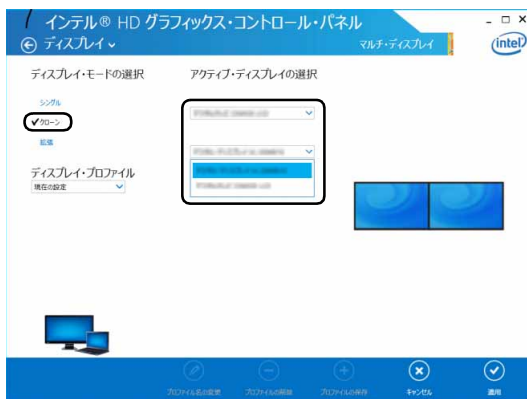 インテル® HD グラフィックス・コントロール・パネル
ディスプレイ
マルチ・ディスプレイ
intel
ディスプレイ・モードの選択
アクティブ・ディスプレイの選択
シングル
クローン
拡張
ディスプレイ・プロファイル
現在の設定
プロファイル名の変更
プロファイルの削除
プロファイルの保存
キャンセル
適用